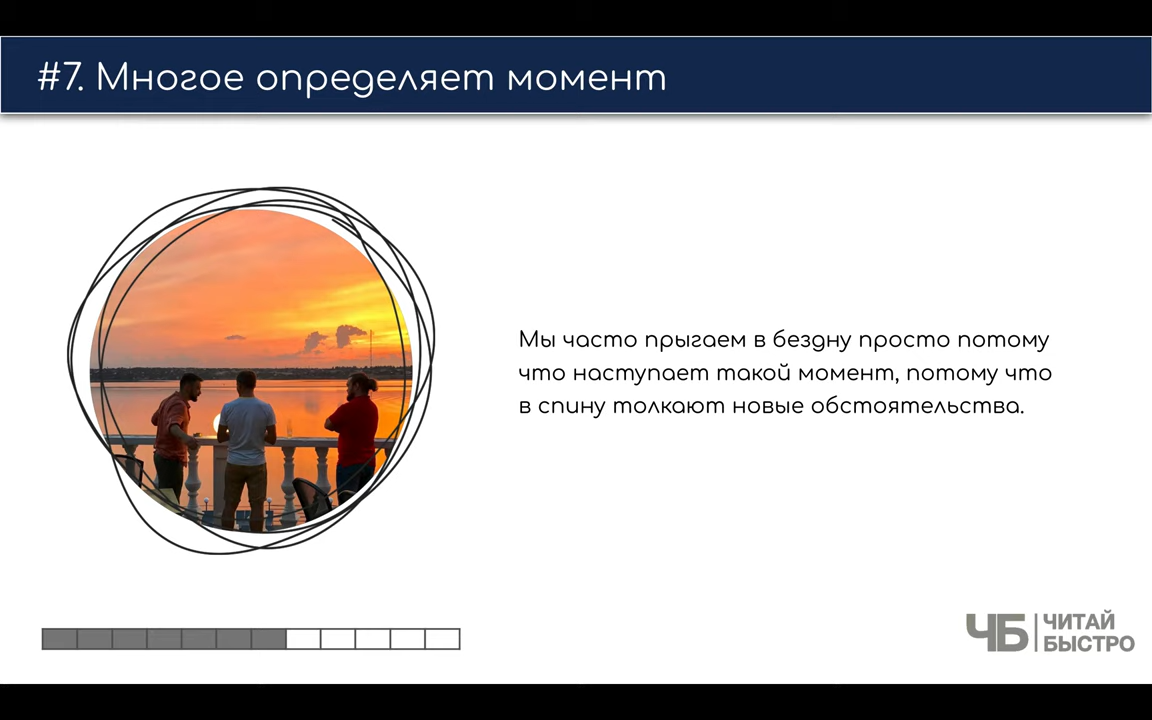 #7. Многое определяет момент
Мы часто прыгаем в бездну просто потому
что наступает такой момент, потому что
в спину толкают новые обстоятельства.
ЧБ
ЧИТАЙ
БЫСТРО